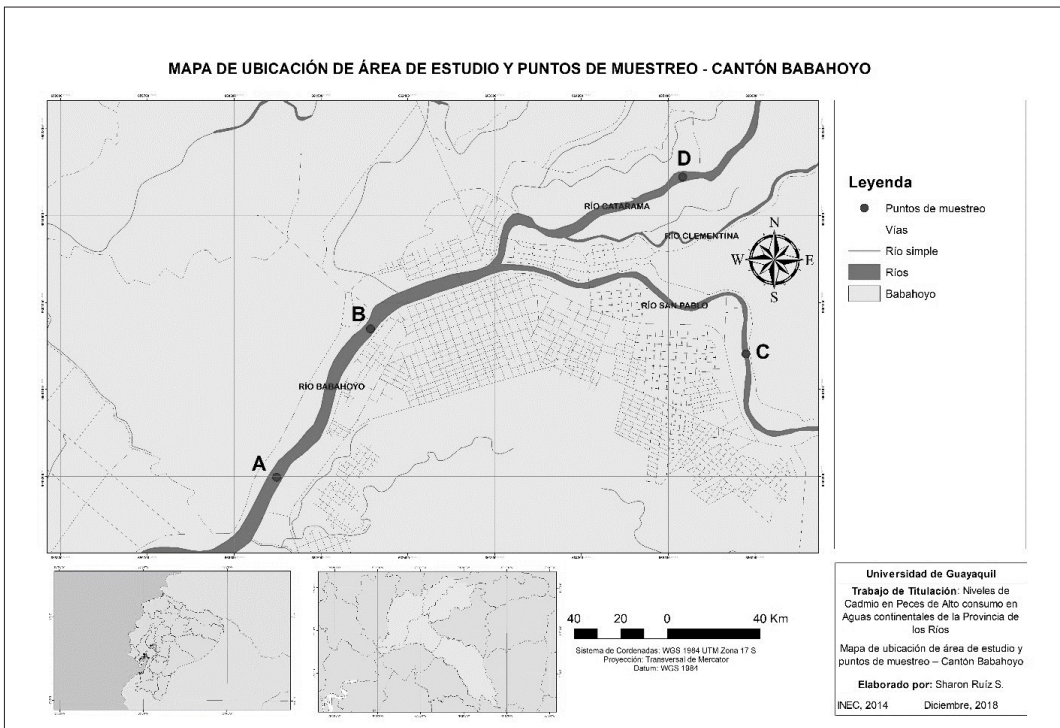 MAPA DE UBICACIÓN DE ÁREA DE ESTUDIO Y PUNTOS DE MUESTREO - CANTÓN BABAHOYO
D
RÍO CATARAMA
RÍO CLEMENTINA
N
W
E
S
B
RÍO SAN PABLO
C
RÍO BABAHOYO
A
Leyenda
Puntos de muestreo
Vías
Río simple
Ríos
Babahoyo
40 20 0 40 Km
Sistema de Cordenadas: WGS 1984 UTM Zona 17 S
Proyección: Transversal de Mercator
Datum: WGS 1984
Universidad de Guayaquil
Trabajo de Titulación: Niveles de
Cadmio en Peces de Alto consumo en
Aguas continentales de la Provincia de
los Ríos
Mapa de ubicación de área de estudio y
puntos de muestreo – Cantón Babahoyo
Elaborado por: Sharon Ruíz S.
INEC, 2014 Diciembre, 2018